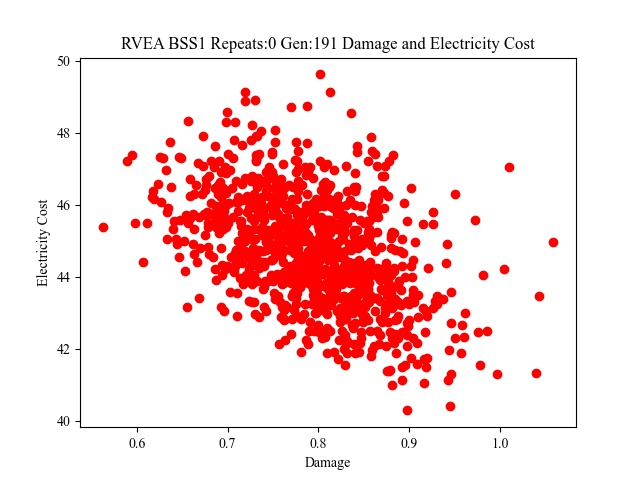 RVEA BSS1 Repeats:0 Gen:191 Damage and Electricity Cost
50
48
46
44
42
40
Electricity Cost
0.6 0.7 0.8 0.9 1.0
Damage